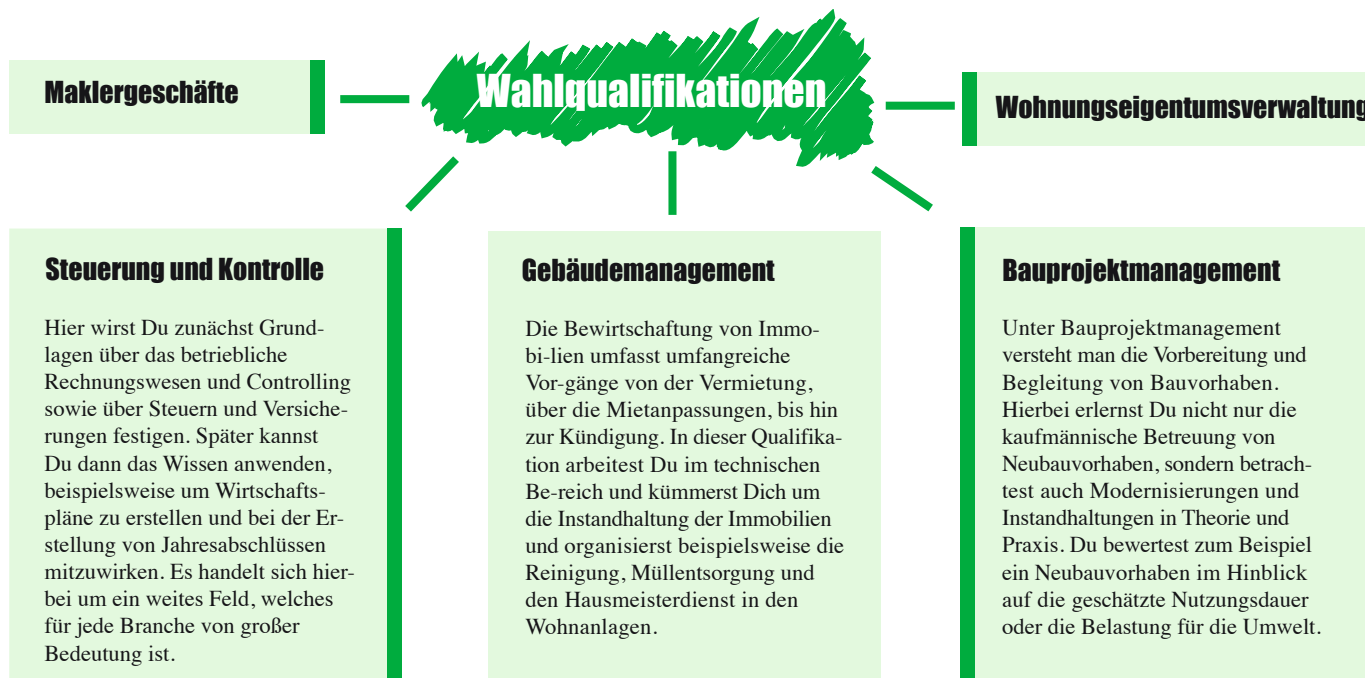 Wahlqualifikationen
Maklergeschäfte
Wohnungseigentumsverwaltung
Steuerung und Kontrolle
Hier wirst Du zunächst Grund-
lagen über das betriebliche
Rechnungswesen und Controlling
sowie über Steuern und Versiche-
rungen festigen. Später kannst
Du dann das Wissen anwenden,
beispielsweise um Wirtschafts-
pläne zu erstellen und bei der Er-
stellung von Jahresabschlüssen
mitzuwirken. Es handelt sich hier-
bei um ein weites Feld, welches
für jede Branche von großer
Bedeutung ist.
Gebäudemanagement
Die Bewirtschaftung von Immo-
bi-lien umfasst umfangreiche
Vor-gänge von der Vermietung,
über die Mietanpassungen, bis hin
zur Kündigung. In dieser Qualifika-
tion arbeitest Du im technischen
Be-reich und kümmerst Dich um
die Instandhaltung der Immobilien
und organisierst beispielsweise die
Reinigung, Müllentsorgung und
den Hausmeisterdienst in den
Wohnanlagen.
Bauprojektmanagement
Unter Bauprojektmanagement
versteht man die Vorbereitung und
Begleitung von Bauvorhaben.
Hierbei erlernst Du nicht nur die
kaufmännische Betreuung von
Neubauvorhaben, sondern betrach-
test auch Modernisierungen und
Instandhaltungen in Theorie und
Praxis. Du bewertest zum Beispiel
ein Neubauvorhaben im Hinblick
auf die geschätzte Nutzungsdauer
oder die Belastung für die Umwelt.